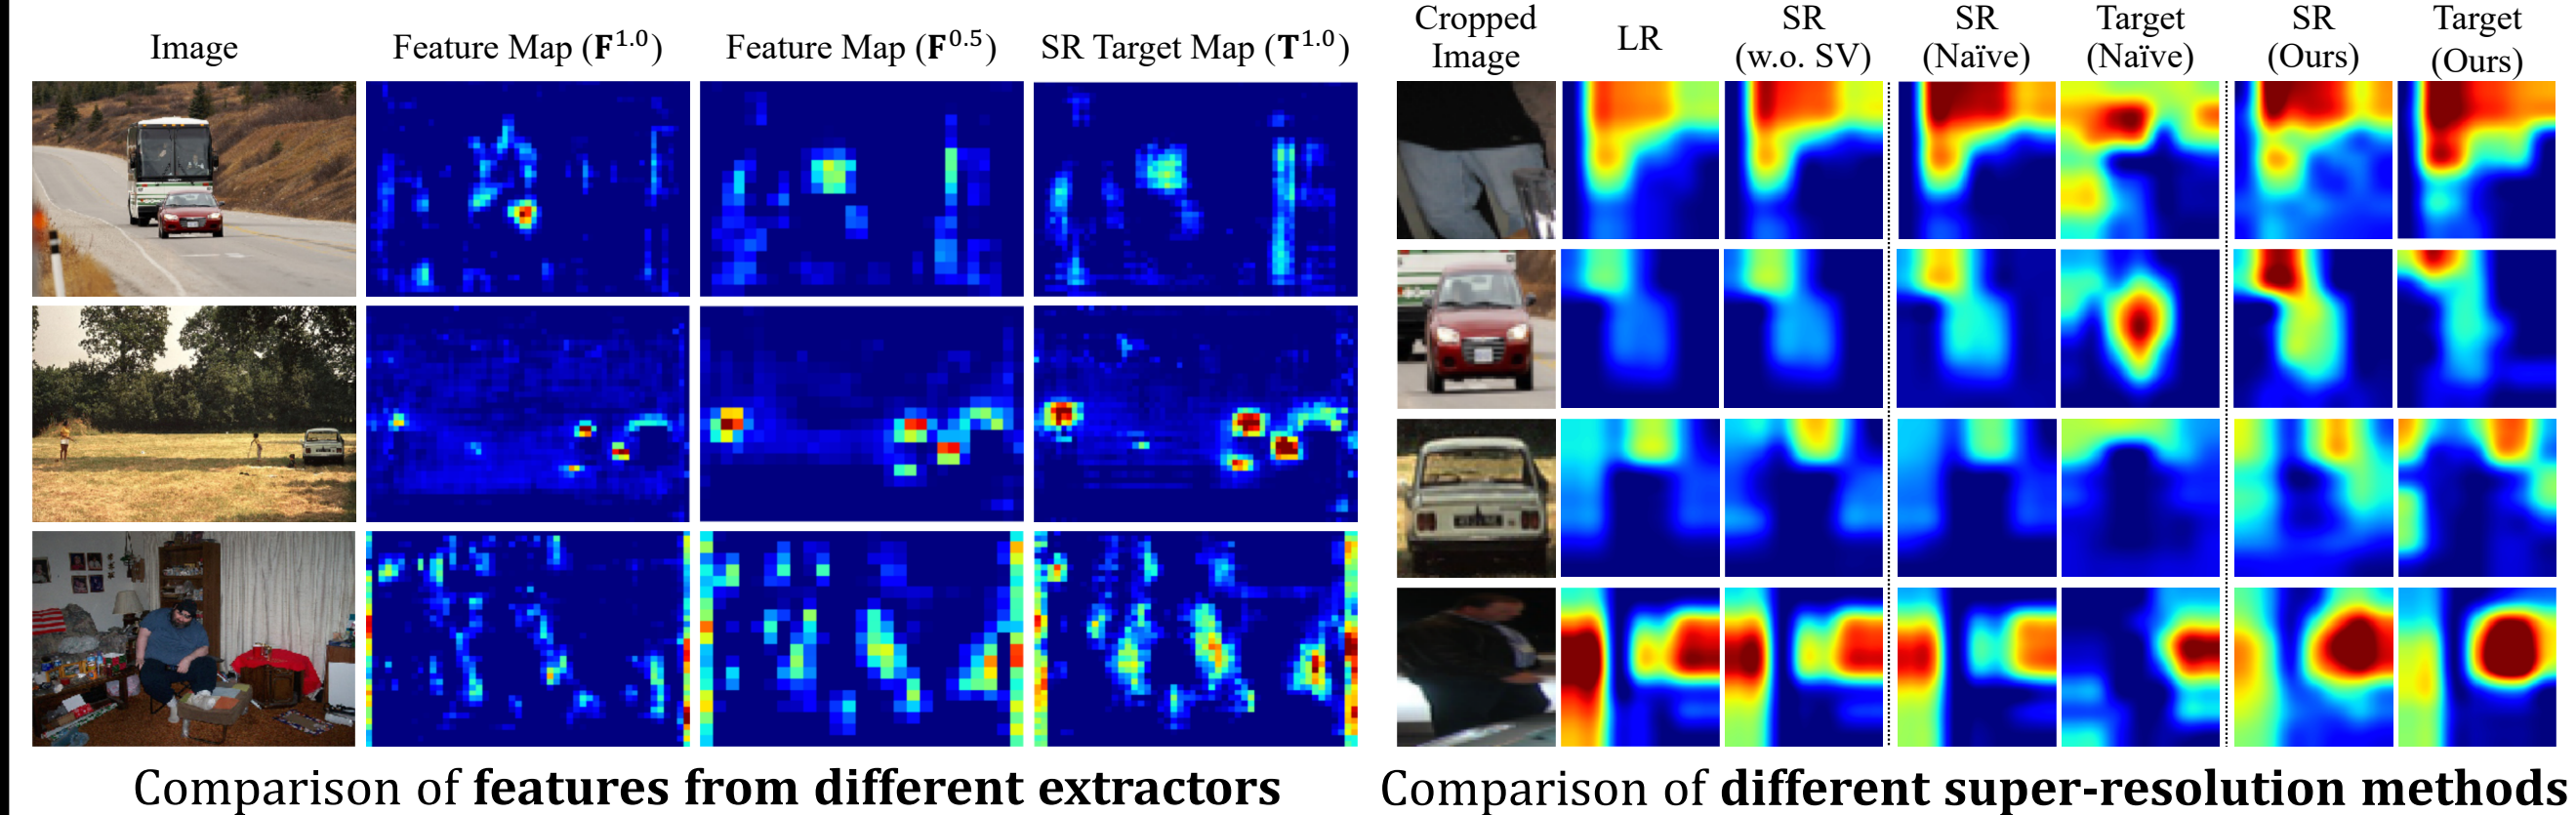 Image
Feature Map (F^1.0)
Feature Map (F^0.5)
SR Target Map (T^1.0)
Cropped
Image
LR
SR
(w.o. SV)
SR
(Naïve)
Target
(Naïve)
SR
(Ours)
Target
(Ours)
Comparison of features from different extractors
Comparison of different super-resolution methods